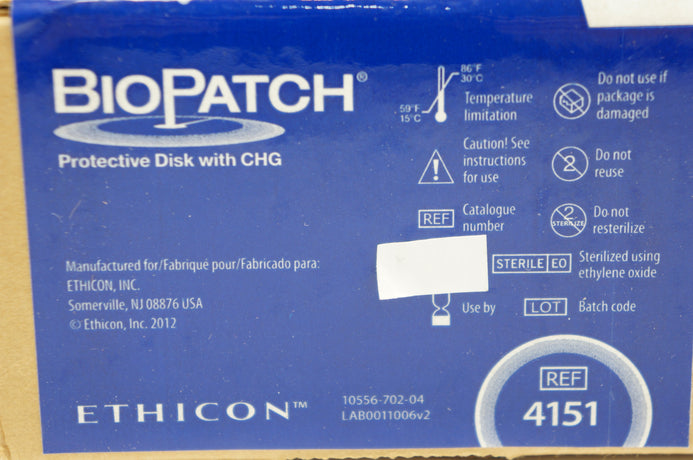 BIOPATCH®
Protective Disk with CHG
Manufactured for/Fabriqué pour/Fabricado para:
ETHICON, INC.
Somerville, NJ 08876 USA
© Ethicon, Inc. 2012
ETHICON™
10556-702-04
LAB0011006v2
86°F
30°C
59°F
15°C
Temperature
limitation
Do not use if
package is
damaged
Caution! See
instructions
for use
2
Do not
reuse
REF
Catalogue
number
2
STERILIZE
Do not
resterilize
STERILE EO
Sterilized using
ethylene oxide
Use by
LOT
Batch code
REF
4151